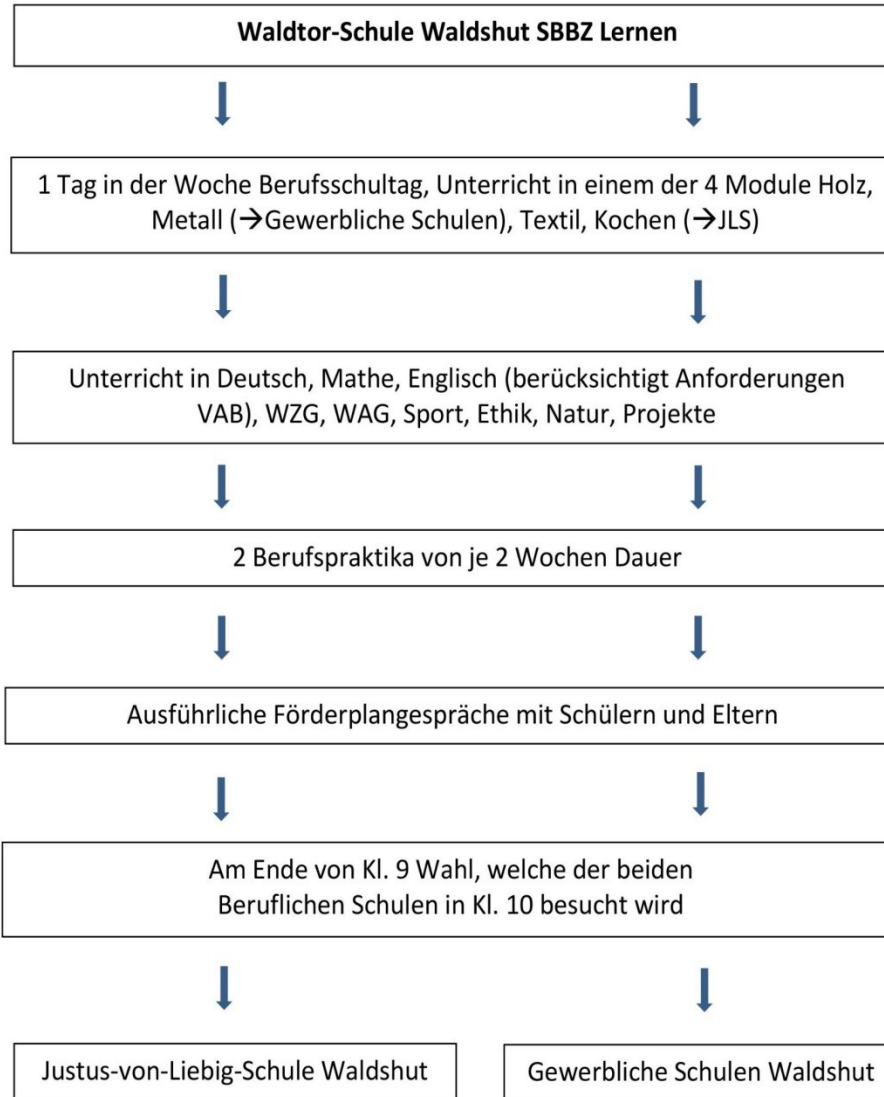 Waldtor-Schule Waldshut SBBZ Lernen
1 Tag in der Woche Berufsschultag, Unterricht in einem der 4 Module Holz,
Metall (→Gewerbliche Schulen), Textil, Kochen (→JLS)
Unterricht in Deutsch, Mathe, Englisch (berücksichtigt Anforderungen
VAB), WZG, WAG, Sport, Ethik, Natur, Projekte
2 Berufspraktika von je 2 Wochen Dauer
Ausführliche Förderplangespräche mit Schülern und Eltern
Am Ende von Kl. 9 Wahl, welche der beiden
Beruflichen Schulen in Kl. 10 besucht wird
Justus-von-Liebig-Schule Waldshut
Gewerbliche Schulen Waldshut